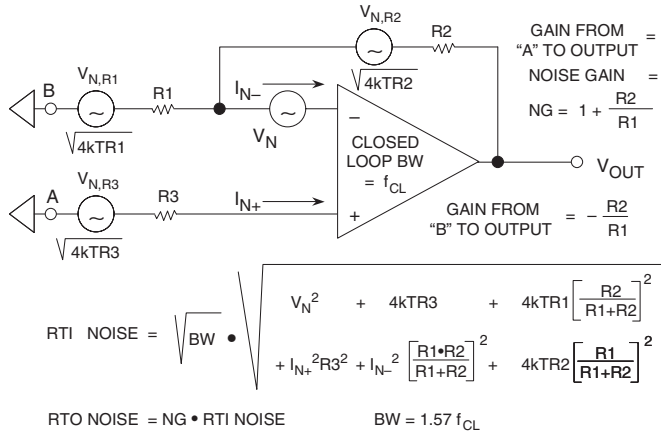 V_N,R2
R2
√4kTR2
GAIN FROM
"A" TO OUTPUT =
NOISE GAIN =
NG = 1 + R2/R1
B
V_N,R1
R1
√4kTR1
I_N–
V_N
–
CLOSED
LOOP BW
= f_CL
+
V_OUT
A
V_N,R3
R3
√4kTR3
I_N+
GAIN FROM
"B" TO OUTPUT = – R2/R1
RTI NOISE = √BW • √
V_N² + 4kTR3 + 4kTR1 [R2/R1+R2]²
+ I_N+²R3² + I_N–² [R1•R2/R1+R2]² + 4kTR2 [R1/R1+R2]²
RTO NOISE = NG • RTI NOISE BW = 1.57 f_CL